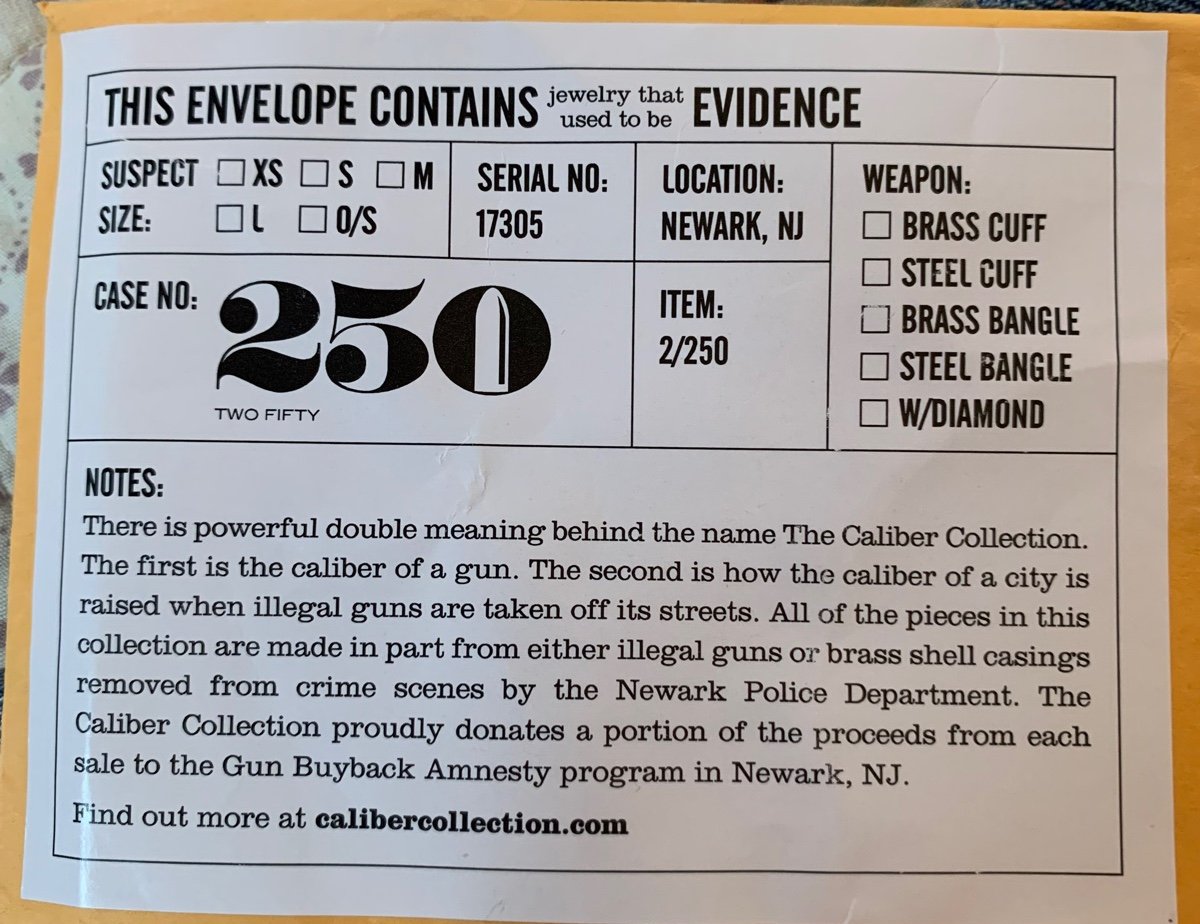 THIS ENVELOPE CONTAINS jewelry that used to be EVIDENCE
SUSPECT ☐ XS ☐ S ☐ M
SIZE: ☐ L ☐ O/S
SERIAL NO:
17305
LOCATION:
NEWARK, NJ
WEAPON:
☐ BRASS CUFF
☐ STEEL CUFF
☐ BRASS BANGLE
☐ STEEL BANGLE
☐ W/DIAMOND
CASE NO: 250
TWO FIFTY
ITEM:
2/250
NOTES:
There is powerful double meaning behind the name The Caliber Collection.
The first is the caliber of a gun. The second is how the caliber of a city is
raised when illegal guns are taken off its streets. All of the pieces in this
collection are made in part from either illegal guns or brass shell casings
removed from crime scenes by the Newark Police Department. The
Caliber Collection proudly donates a portion of the proceeds from each
sale to the Gun Buyback Amnesty program in Newark, NJ.
Find out more at calibercollection.com